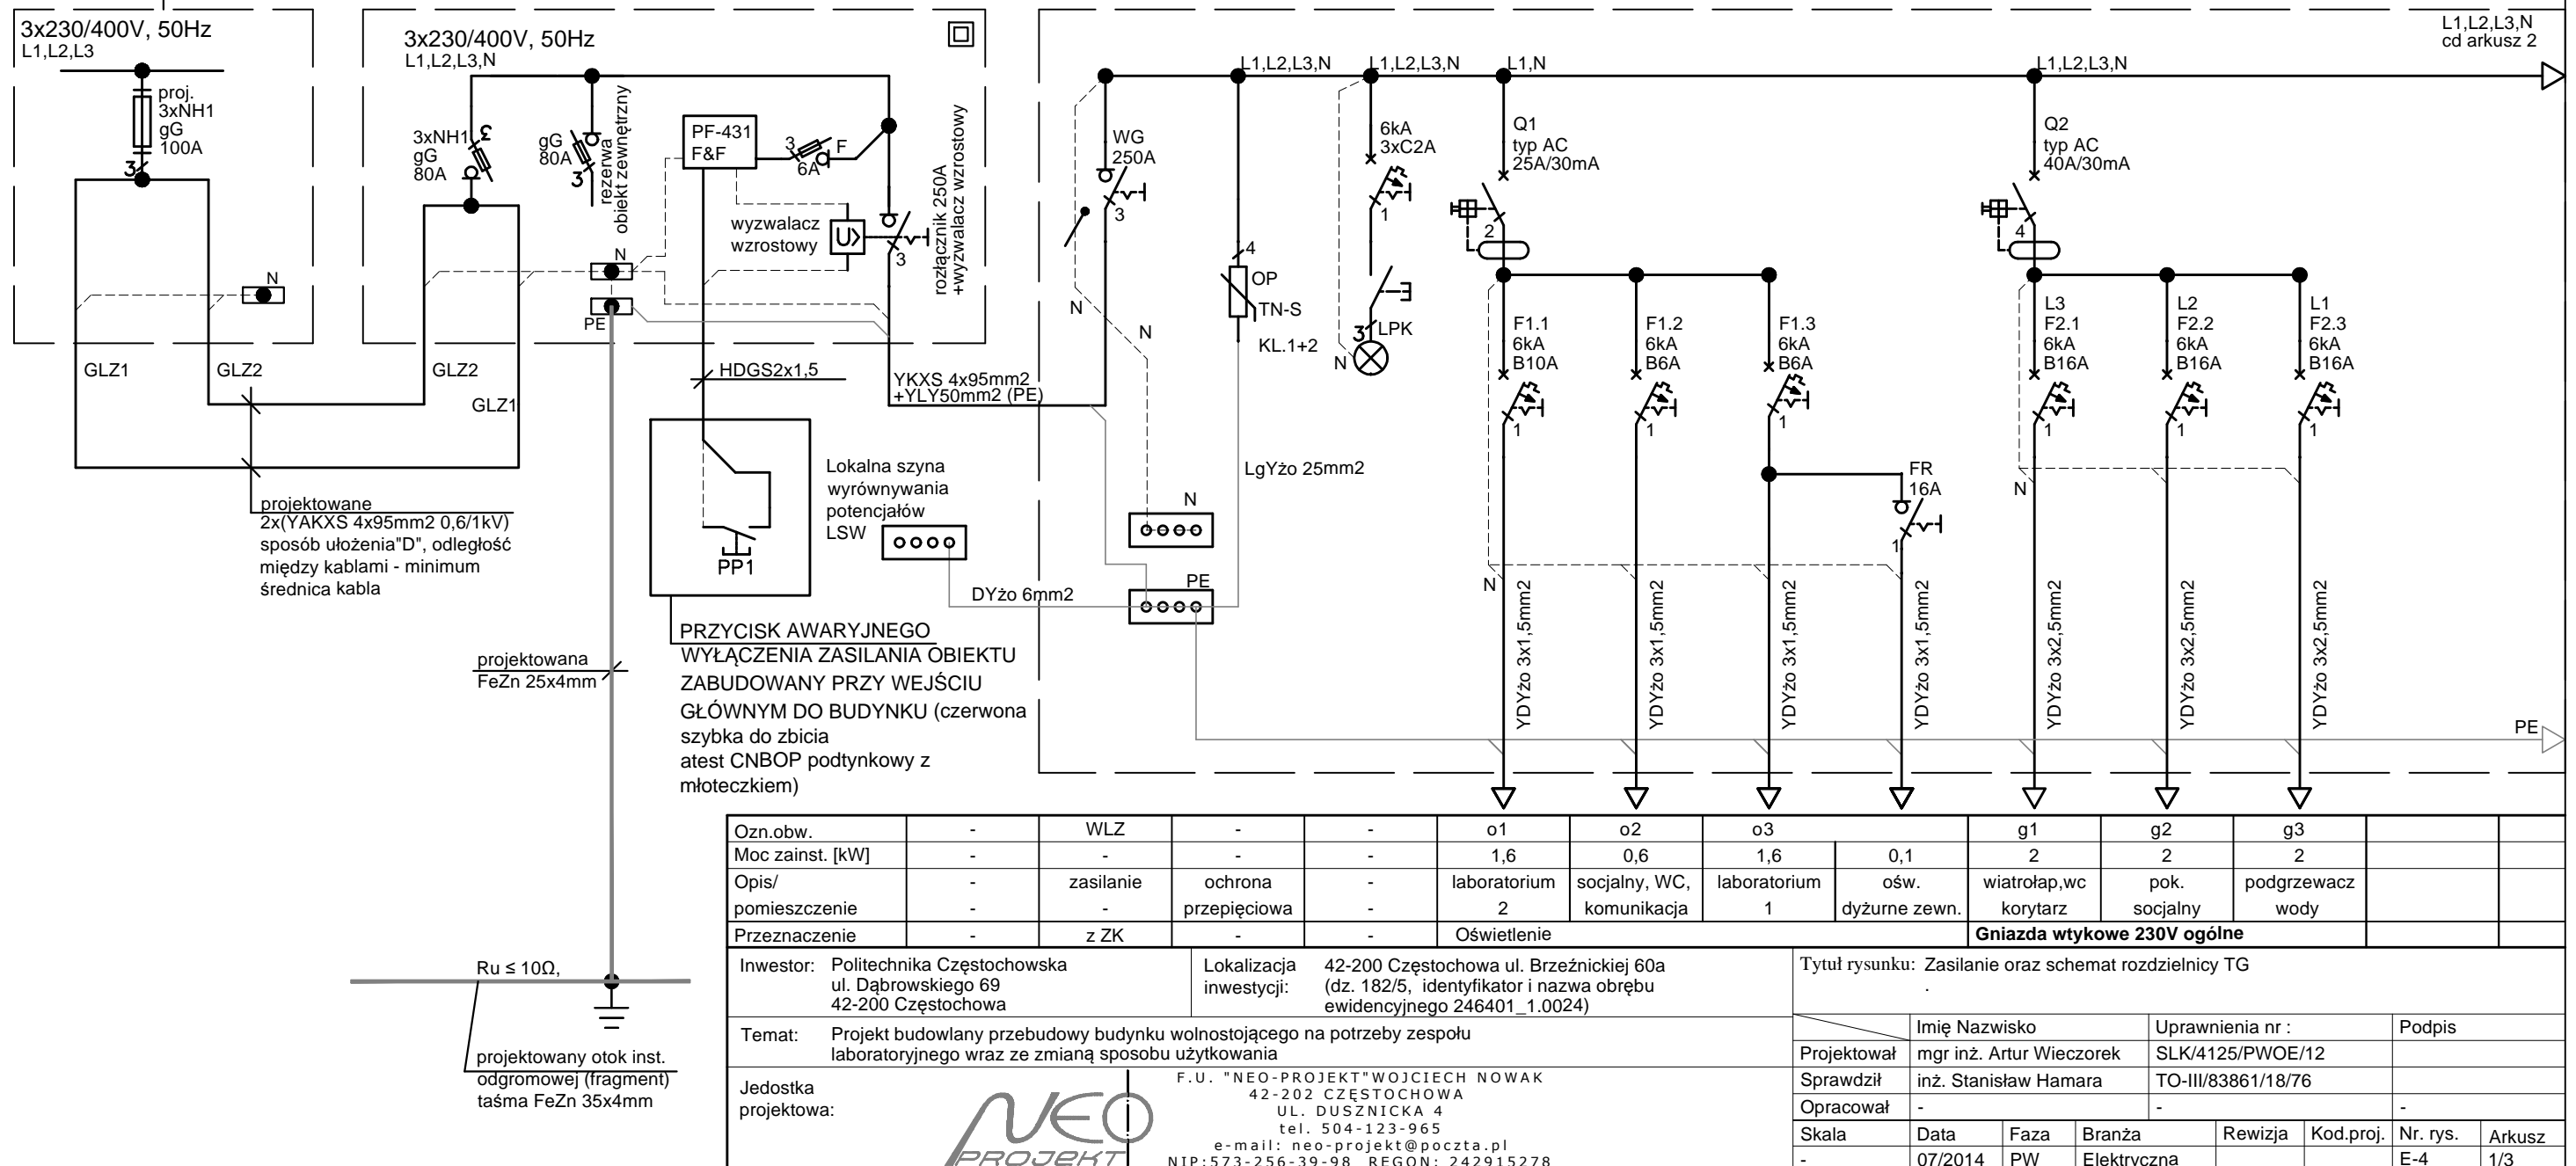 3x230/400V, 50Hz
L1,L2,L3
proj.
3xNH1
gG
100A
3
N
GLZ1
GLZ2
3x230/400V, 50Hz
L1,L2,L3,N
3xNH1
gG
80A
3
gG
80A
3
rezerwa
obiekt zewnętrzny
PF-431
F&F
3
F
6A
wyzwalacz
wzrostowy
U>
3
rozłącznik 250A
+wyzwalacz wzrostowy
N
PE
GLZ2
GLZ1
HDGS2x1,5
YKXS 4x95mm2
+YLY50mm2 (PE)
projektowane
2x(YAKXS 4x95mm2 0,6/1kV)
sposób ułożenia"D", odległość
między kablami - minimum
średnica kabla
PP1
Lokalna szyna
wyrównywania
potencjałów
LSW
DYżo 6mm2
PRZYCISK AWARYJNEGO
WYŁĄCZENIA ZASILANIA OBIEKTU
ZABUDOWANY PRZY WEJŚCIU
GŁÓWNYM DO BUDYNKU (czerwona
szybka do zbicia
atest CNBOP podtynkowy z
młoteczkiem)
projektowana
FeZn 25x4mm
Ru ≤ 10Ω,
projektowany otok inst.
odgromowej (fragment)
taśma FeZn 35x4mm
L1,L2,L3,N
cd arkusz 2
L1,L2,L3,N
L1,L2,L3,N
L1,N
L1,L2,L3,N
WG
250A
3
N
N
4
OP
TN-S
KL.1+2
6kA
3xC2A
1
3
LPK
N
LgYżo 25mm2
N
PE
Q1
typ AC
25A/30mA
2
Q2
typ AC
40A/30mA
4
F1.1
6kA
B10A
1
F1.2
6kA
B6A
1
F1.3
6kA
B6A
1
FR
16A
1
L3
F2.1
6kA
B16A
1
L2
F2.2
6kA
B16A
1
L1
F2.3
6kA
B16A
1
N
N
YDYżo 3x1,5mm2
YDYżo 3x1,5mm2
YDYżo 3x1,5mm2
YDYżo 3x1,5mm2
YDYżo 3x2,5mm2
YDYżo 3x2,5mm2
YDYżo 3x2,5mm2
PE
Ozn.obw. - WLZ - - o1 o2 o3 g1 g2 g3
Moc zainst. [kW] - - - - 1,6 0,6 1,6 0,1 2 2 2
Opis/ - zasilanie ochrona - laboratorium socjalny, WC, laboratorium ośw. wiatrołap,wc pok. podgrzewacz
pomieszczenie - - przepięciowa - 2 komunikacja 1 dyżurne zewn. korytarz socjalny wody
Przeznaczenie - z ZK - - Oświetlenie Gniazda wtykowe 230V ogólne
Inwestor: Politechnika Częstochowska
ul. Dąbrowskiego 69
42-200 Częstochowa
Lokalizacja
inwestycji:
42-200 Częstochowa ul. Brzeźnickiej 60a
(dz. 182/5, identyfikator i nazwa obrębu
ewidencyjnego 246401_1.0024)
Temat: Projekt budowlany przebudowy budynku wolnostojącego na potrzeby zespołu
laboratoryjnego wraz ze zmianą sposobu użytkowania
Jedostka
projektowa:
NEO
PROJEKT
F.U. "NEO-PROJEKT"WOJCIECH NOWAK
42-202 CZĘSTOCHOWA
UL. DUSZNICKA 4
tel. 504-123-965
e-mail: neo-projekt@poczta.pl
NIP:573-256-39-98 REGON: 242915278
Tytuł rysunku: Zasilanie oraz schemat rozdzielnicy TG
.
Imię Nazwisko Uprawnienia nr : Podpis
Projektował mgr inż. Artur Wieczorek SLK/4125/PWOE/12
Sprawdził inż. Stanisław Hamara TO-III/83861/18/76
Opracował - - -
Skala Data Faza Branża Rewizja Kod.proj. Nr. rys. Arkusz
- 07/2014 PW Elektryczna E-4 1/3